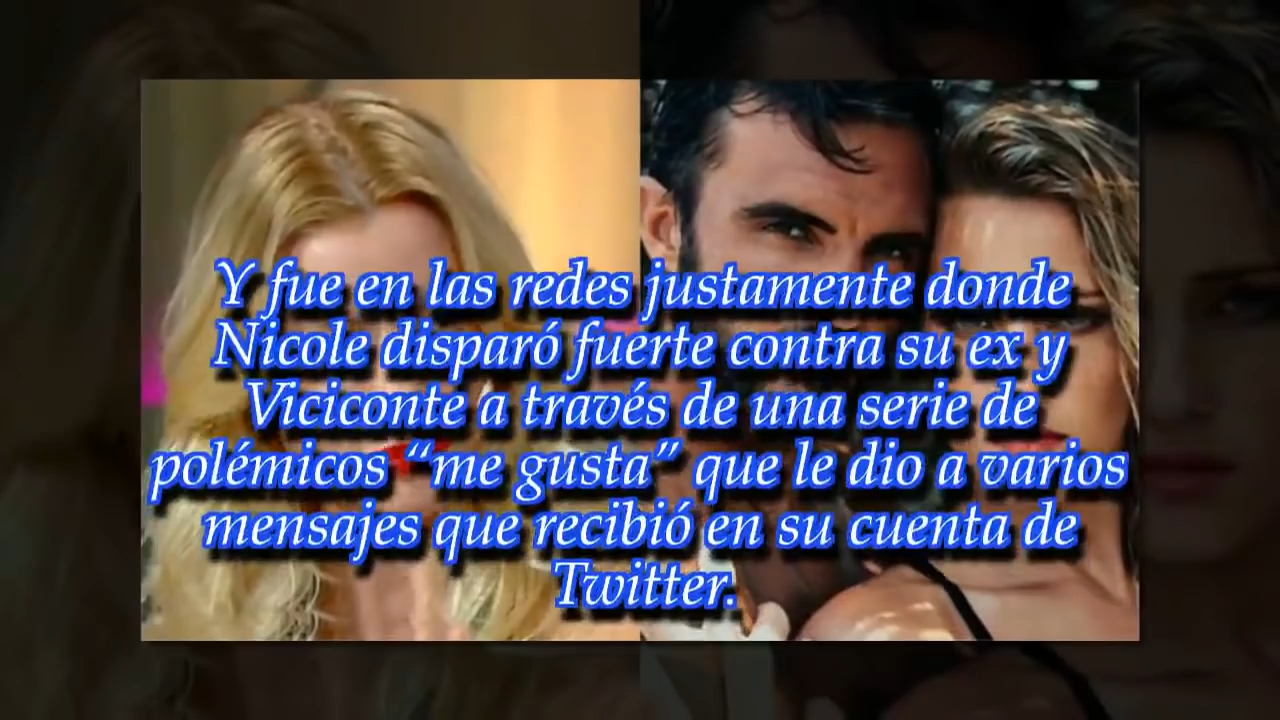 Y fue en las redes justamente donde
Nicole disparó fuerte contra su ex y
Viciconte a través de una serie de
polémicos “me gusta” que le dio a varios
mensajes que recibió en su cuenta de
Twitter.